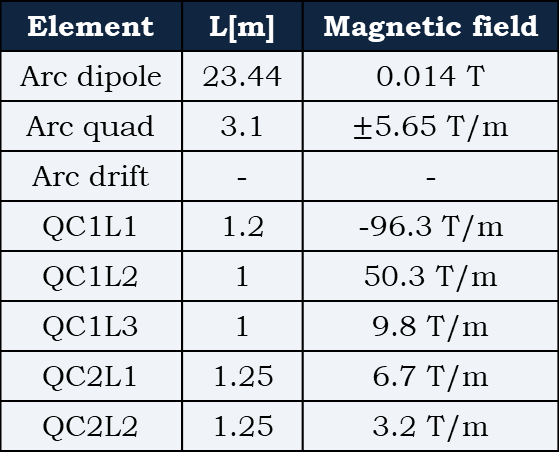 Element L[m] Magnetic field
Arc dipole 23.44 0.014 T
Arc quad 3.1 ±5.65 T/m
Arc drift - -
QC1L1 1.2 -96.3 T/m
QC1L2 1 50.3 T/m
QC1L3 1 9.8 T/m
QC2L1 1.25 6.7 T/m
QC2L2 1.25 3.2 T/m